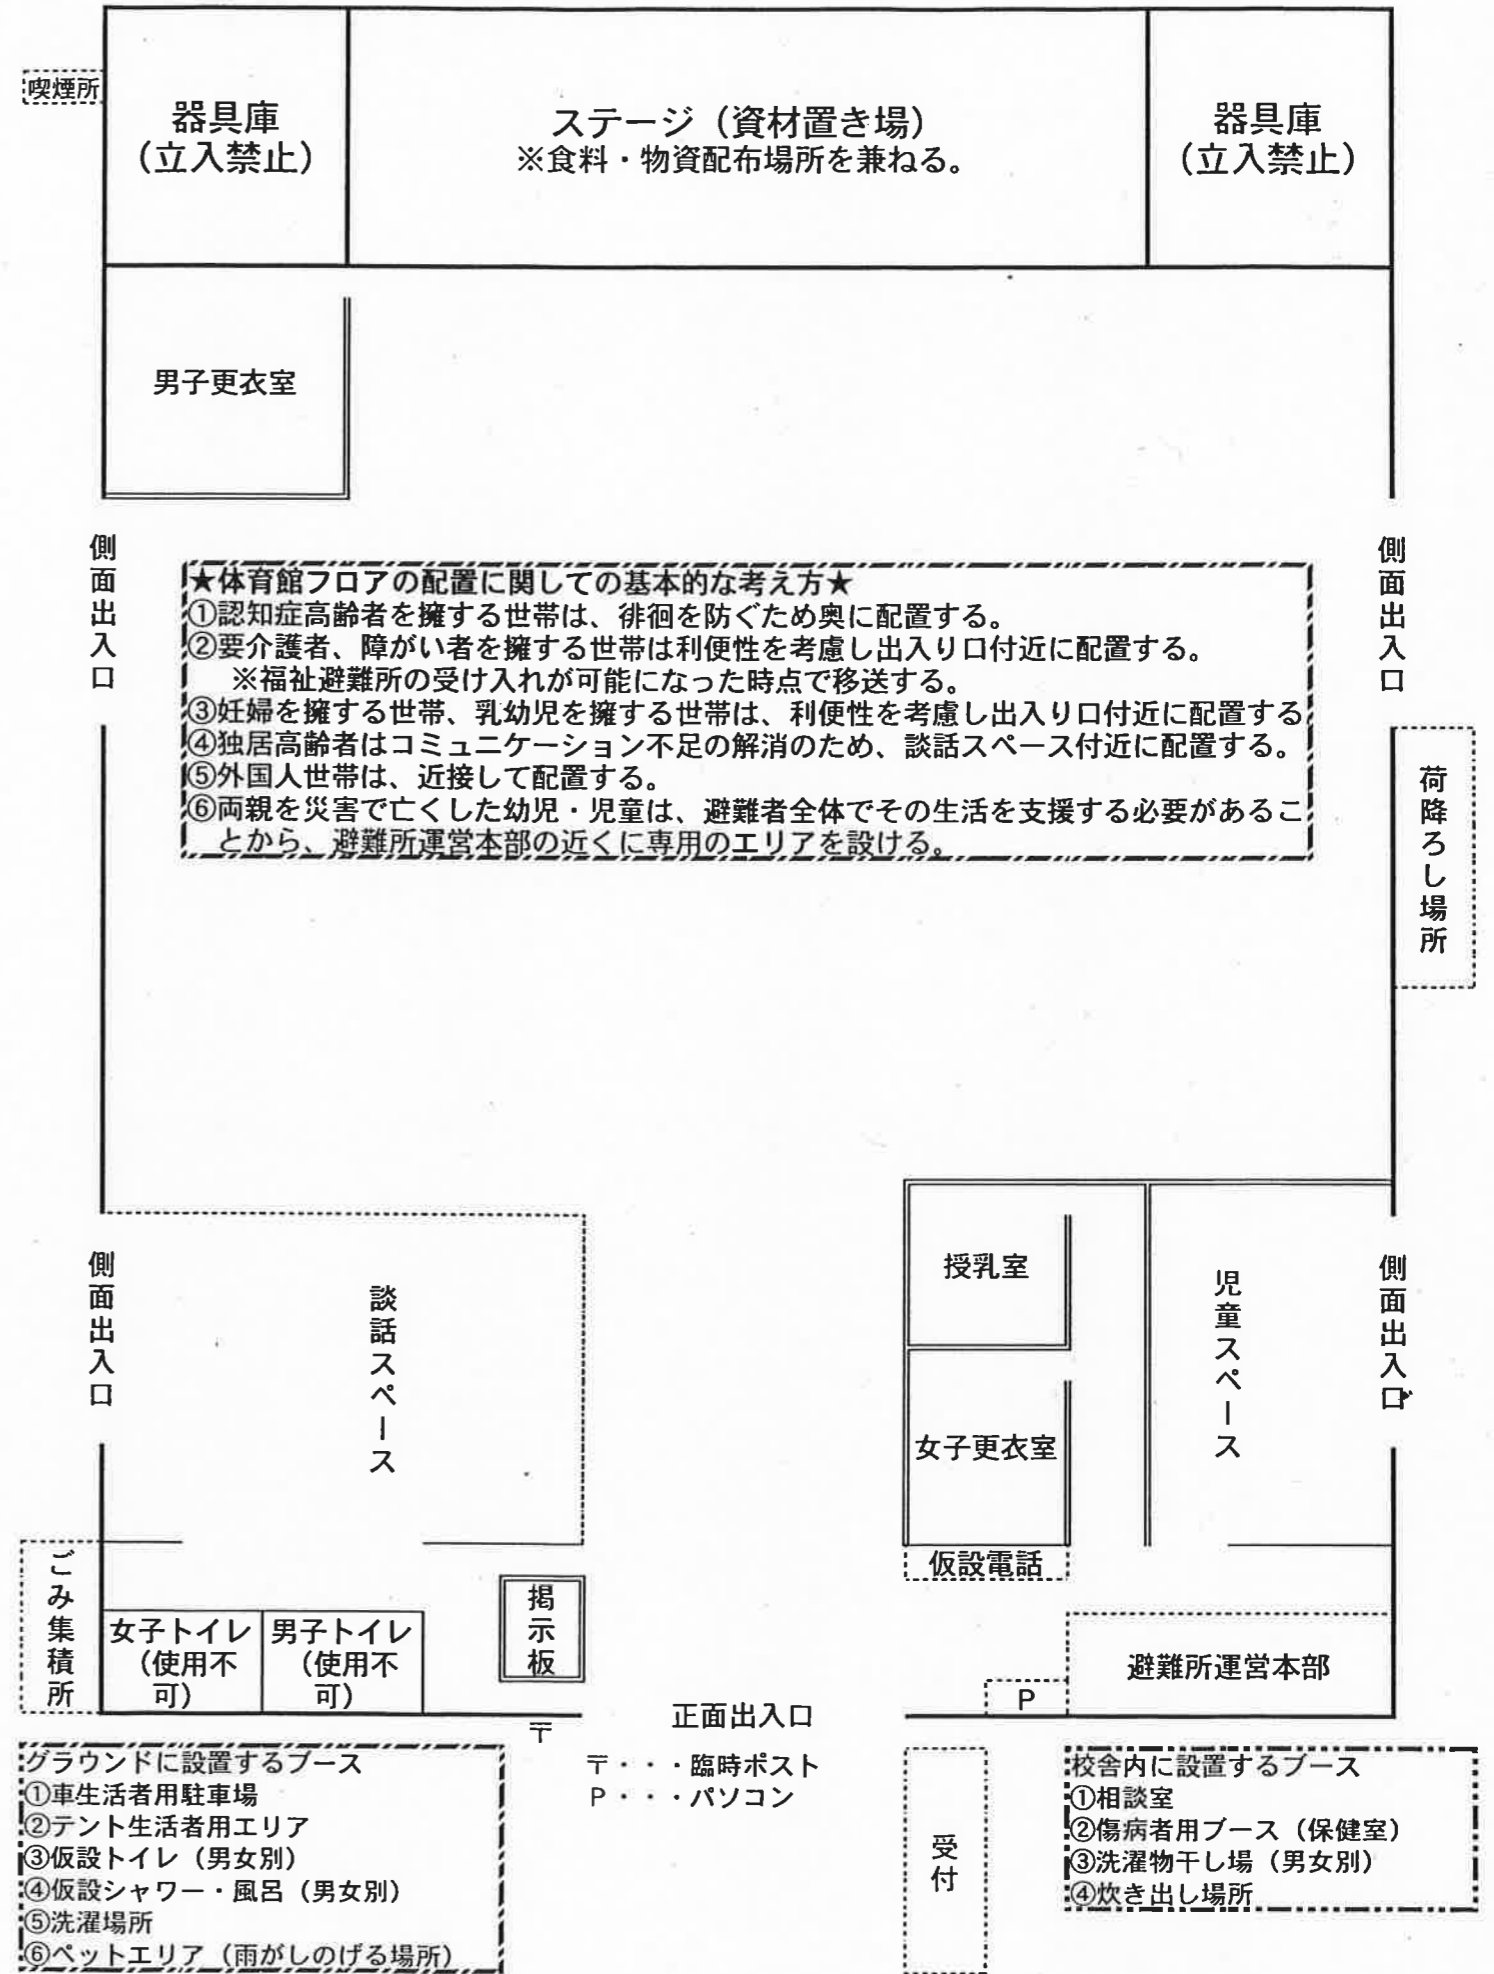 喫煙所
器具庫
（立入禁止）
ステージ（資材置き場）
※食料・物資配布場所を兼ねる。
器具庫
（立入禁止）
男子更衣室
側面出入口
側面出入口
★体育館フロアの配置に関しての基本的な考え方★
①認知症高齢者を擁する世帯は、徘徊を防ぐため奥に配置する。
②要介護者、障がい者を擁する世帯は利便性を考慮し出入り口付近に配置する。
※福祉避難所の受け入れが可能になった時点で移送する。
③妊婦を擁する世帯、乳幼児を擁する世帯は、利便性を考慮し出入り口付近に配置する
④独居高齢者はコミュニケーション不足の解消のため、談話スペース付近に配置する。
⑤外国人世帯は、近接して配置する。
⑥両親を災害で亡くした幼児・児童は、避難者全体でその生活を支援する必要があるこ
とから、避難所運営本部の近くに専用のエリアを設ける。
荷降ろし場所
側面出入口
談話スペース
授乳室
女子更衣室
児童スペース
側面出入口
仮設電話
ごみ集積所
女子トイレ
（使用不
可）
男子トイレ
（使用不
可）
掲示板
避難所運営本部
P
〒
正面出入口
〒・・・臨時ポスト
P・・・パソコン
グラウンドに設置するブース
①車生活者用駐車場
②テント生活者用エリア
③仮設トイレ（男女別）
④仮設シャワー・風呂（男女別）
⑤洗濯場所
⑥ペットエリア（雨がしのげる場所）
受付
校舎内に設置するブース
①相談室
②傷病者用ブース（保健室）
③洗濯物干し場（男女別）
④炊き出し場所